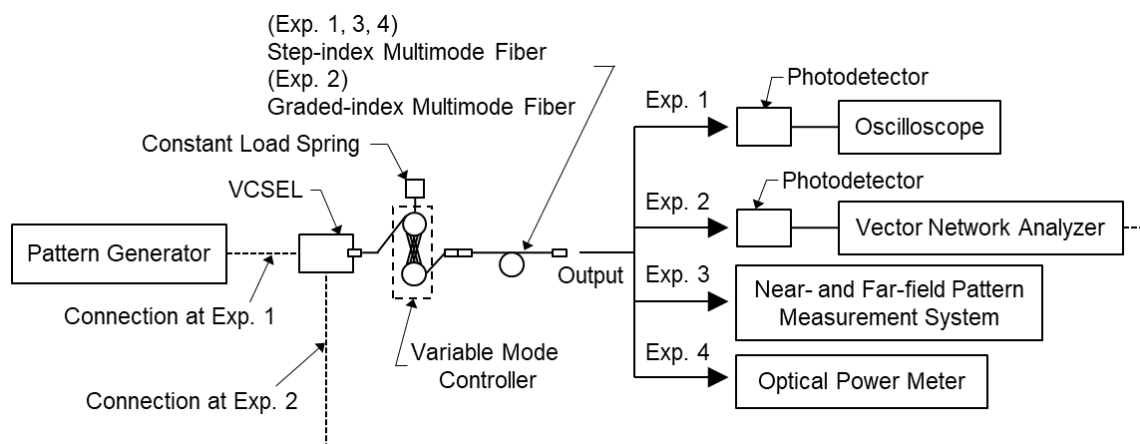 (Exp. 1, 3, 4)
Step-index Multimode Fiber
(Exp. 2)
Graded-index Multimode Fiber
Constant Load Spring
VCSEL
Pattern Generator
Connection at Exp. 1
Connection at Exp. 2
Variable Mode
Controller
Output
Exp. 1
Photodetector
Oscilloscope
Exp. 2
Photodetector
Vector Network Analyzer
Exp. 3
Near- and Far-field Pattern
Measurement System
Exp. 4
Optical Power Meter